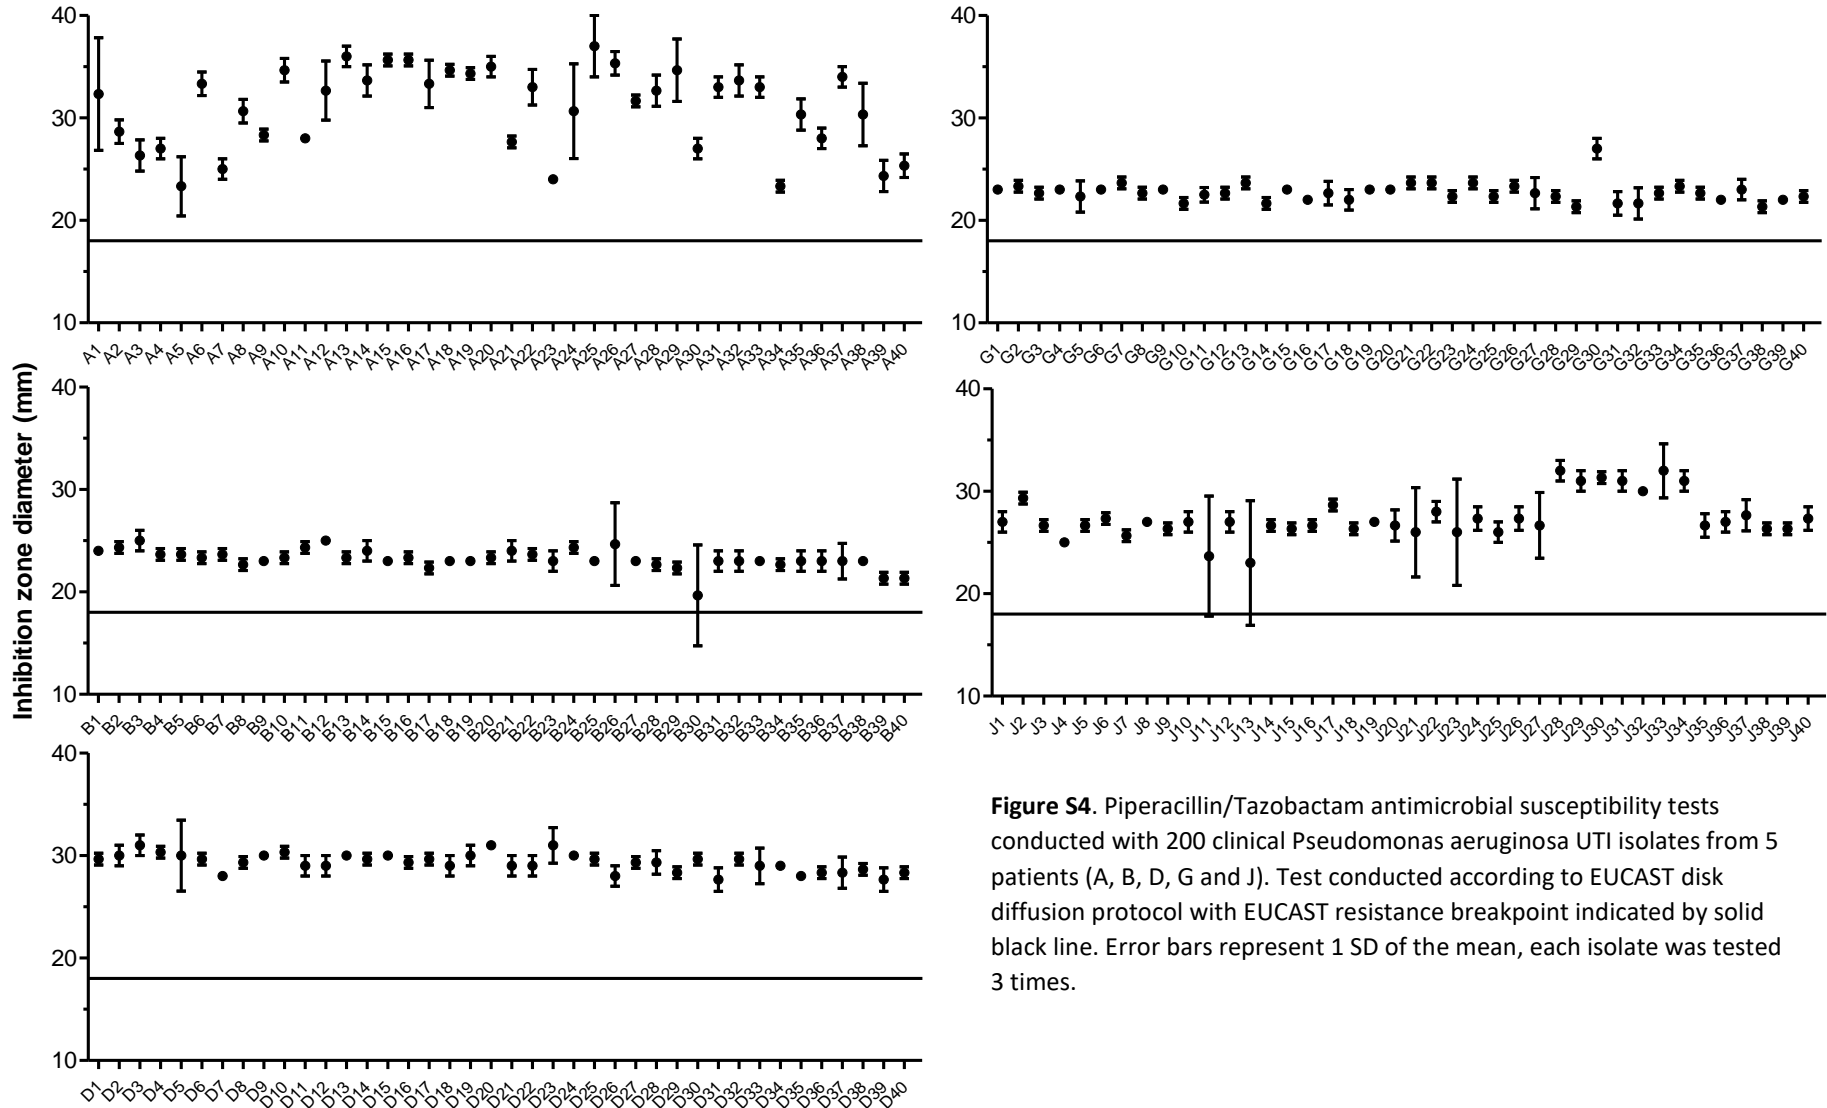 40
30
20
10
A1 A2 A3 A4 A5 A6 A7 A8 A9 A10 A11 A12 A13 A14 A15 A16 A17 A18 A19 A20 A21 A22 A23 A24 A25 A26 A27 A28 A29 A30 A31 A32 A33 A34 A35 A36 A37 A38 A39 A40
40
30
20
10
G1 G2 G3 G4 G5 G6 G7 G8 G9 G10 G11 G12 G13 G14 G15 G16 G17 G18 G19 G20 G21 G22 G23 G24 G25 G26 G27 G28 G29 G30 G31 G32 G33 G34 G35 G36 G37 G38 G39 G40
Inhibition zone diameter (mm)
40
30
20
10
B1 B2 B3 B4 B5 B6 B7 B8 B9 B10 B11 B12 B13 B14 B15 B16 B17 B18 B19 B20 B21 B22 B23 B24 B25 B26 B27 B28 B29 B30 B31 B32 B33 B34 B35 B36 B37 B38 B39 B40
40
30
20
10
J1 J2 J3 J4 J5 J6 J7 J8 J9 J10 J11 J12 J13 J14 J15 J16 J17 J18 J19 J20 J21 J22 J23 J24 J25 J26 J27 J28 J29 J30 J31 J32 J33 J34 J35 J36 J37 J38 J39 J40
40
30
20
10
D1 D2 D3 D4 D5 D6 D7 D8 D9 D10 D11 D12 D13 D14 D15 D16 D17 D18 D19 D20 D21 D22 D23 D24 D25 D26 D27 D28 D29 D30 D31 D32 D33 D34 D35 D36 D37 D38 D39 D40
Figure S4. Piperacillin/Tazobactam antimicrobial susceptibility tests
conducted with 200 clinical Pseudomonas aeruginosa UTI isolates from 5
patients (A, B, D, G and J). Test conducted according to EUCAST disk
diffusion protocol with EUCAST resistance breakpoint indicated by solid
black line. Error bars represent 1 SD of the mean, each isolate was tested
3 times.